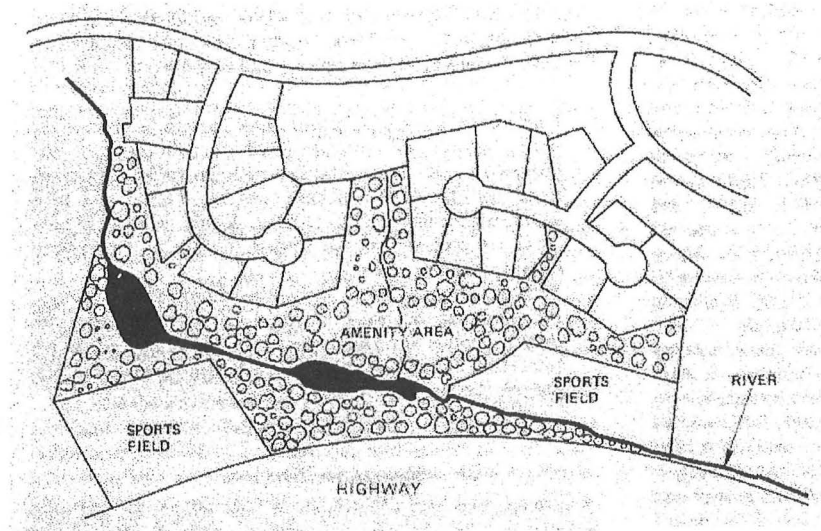 AMENITY AREA
SPORTS
FIELD
RIVER
SPORTS
FIELD
HIGHWAY